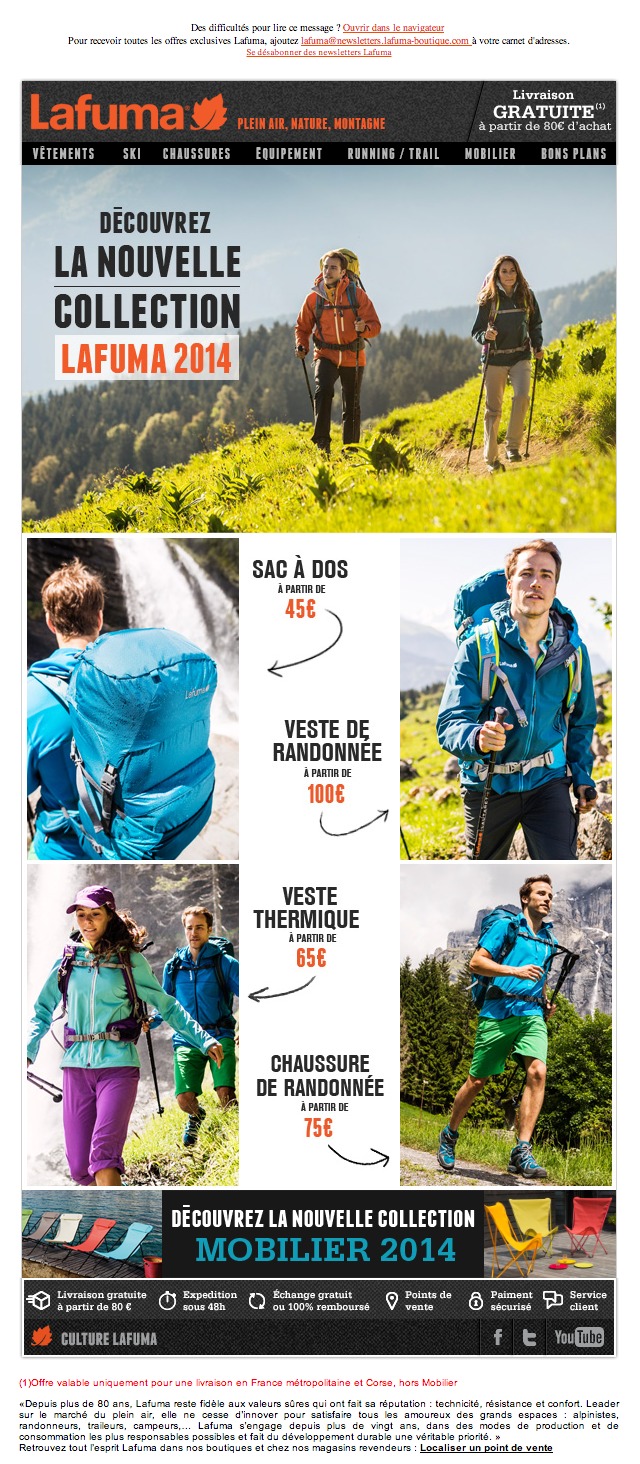 Des difficultés pour lire ce message ? Ouvrir dans le navigateur
Pour recevoir toutes les offres exclusives Lafuma, ajoutez lafuma@newsletters.lafuma-boutique.com à votre carnet d'adresses.
Se désabonner des newsletters Lafuma
Lafuma
PLEIN AIR, NATURE, MONTAGNE
Livraison
GRATUITE(1)
à partir de 80€ d'achat
VÊTEMENTS SKI CHAUSSURES EQUIPEMENT RUNNING / TRAIL MOBILIER BONS PLANS
DÉCOUVREZ
LA NOUVELLE
COLLECTION
LAFUMA 2014
SAC À DOS
À PARTIR DE
45€
Lafuma
VESTE DE
RANDONNÉE
À PARTIR DE
100€
VESTE
THERMIQUE
À PARTIR DE
65€
CHAUSSURE
DE RANDONNÉE
À PARTIR DE
75€
DÉCOUVREZ LA NOUVELLE COLLECTION
MOBILIER 2014
Livraison gratuite
à partir de 80 €
Expedition
sous 48h
Échange gratuit
ou 100% remboursé
Points de
vente
Paiment
sécurisé
Service
client
CULTURE LAFUMA
f
t
YouTube
(1)Offre valable uniquement pour une livraison en France métropolitaine et Corse, hors Mobilier
«Depuis plus de 80 ans, Lafuma reste fidèle aux valeurs sûres qui ont fait sa réputation : technicité, résistance et confort. Leader
sur le marché du plein air, elle ne cesse d'innover pour satisfaire tous les amoureux des grands espaces : alpinistes,
randonneurs, traileurs, campeurs,... Lafuma s'engage depuis plus de vingt ans, dans des modes de production et de
consommation les plus responsables possibles et fait du développement durable une véritable priorité. »
Retrouvez tout l'esprit Lafuma dans nos boutiques et chez nos magasins revendeurs : Localiser un point de vente